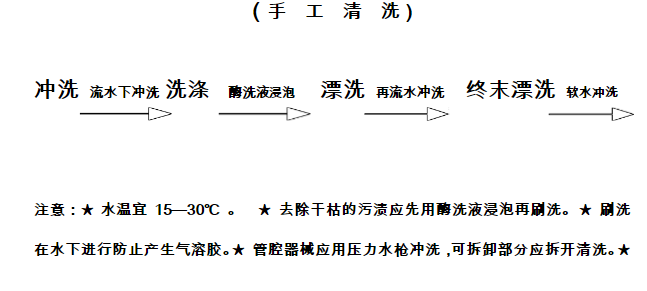 (手 工 清 洗)
冲洗 流水下冲洗 洗涤 酶洗液浸泡 漂洗 再流水冲洗 终末漂洗 软水冲洗
注意：★ 水温宜 15—30℃ 。 ★ 去除干枯的污渍应先用酶洗液浸泡再刷洗。★ 刷洗
在水下进行防止产生气溶胶。★ 管腔器械应用压力水枪冲洗,可拆卸部分应拆开清洗。★